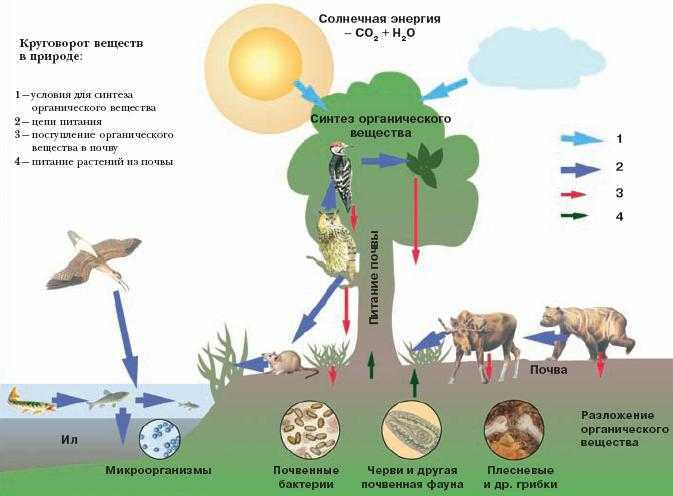 Солнечная энергия
– CO₂ + H₂O
Круговорот веществ
в природе:
1 — условия для синтеза
органического вещества
2 — цепи питания
3 — поступление органического
вещества в почву
4 — питание растений из почвы
Синтез органического
вещества
1
2
3
4
Питание почвы
Почва
Ил
Разложение
органического
вещества
Микроорганизмы
Почвенные
бактерии
Черви и другая
почвенная фауна
Плесневые
и др. грибки